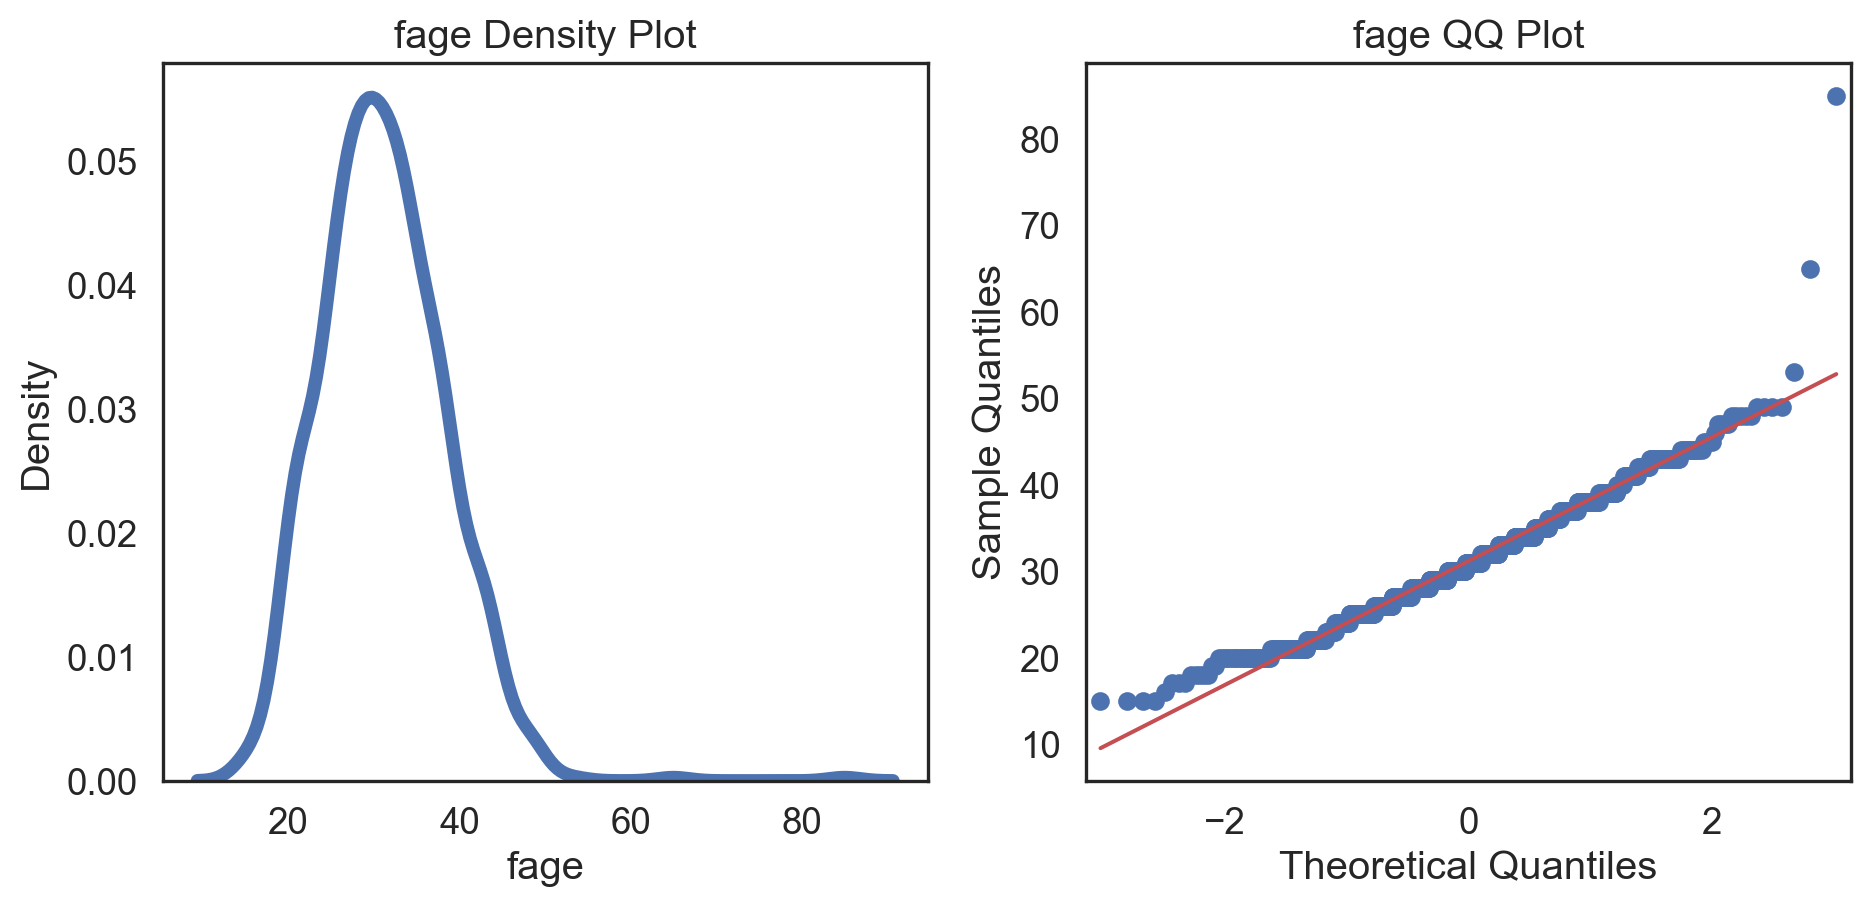 fage Density Plot
Density
0.05
0.04
0.03
0.02
0.01
0.00
20 40 60 80
fage
fage QQ Plot
Sample Quantiles
80
70
60
50
40
30
20
10
−2 0 2
Theoretical Quantiles